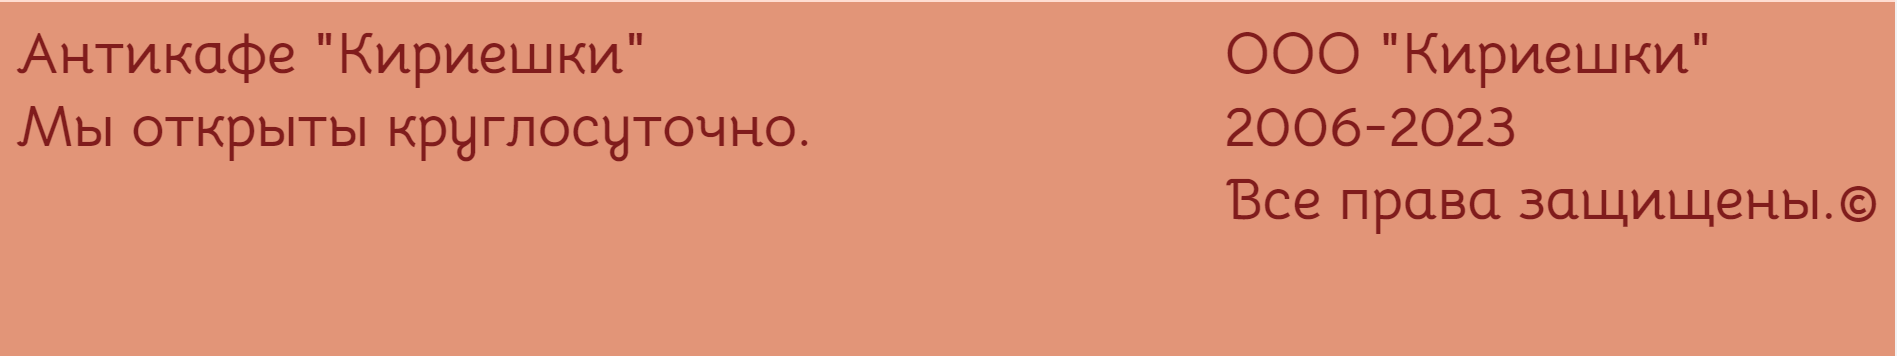 Антикафе "Кириешки"
Мы открыты круглосуточно.
ООО "Кириешки"
2006-2023
Все права защищены.©